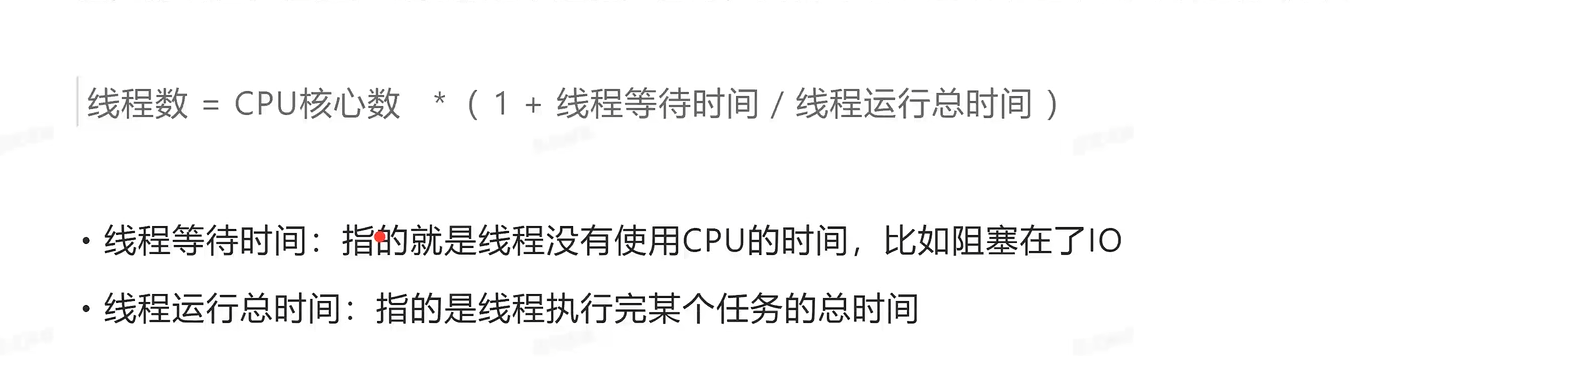 线程数 = CPU核心数 * ( 1 + 线程等待时间 / 线程运行总时间 )
• 线程等待时间：指的就是线程没有使用CPU的时间，比如阻塞在了IO
• 线程运行总时间：指的是线程执行完某个任务的总时间